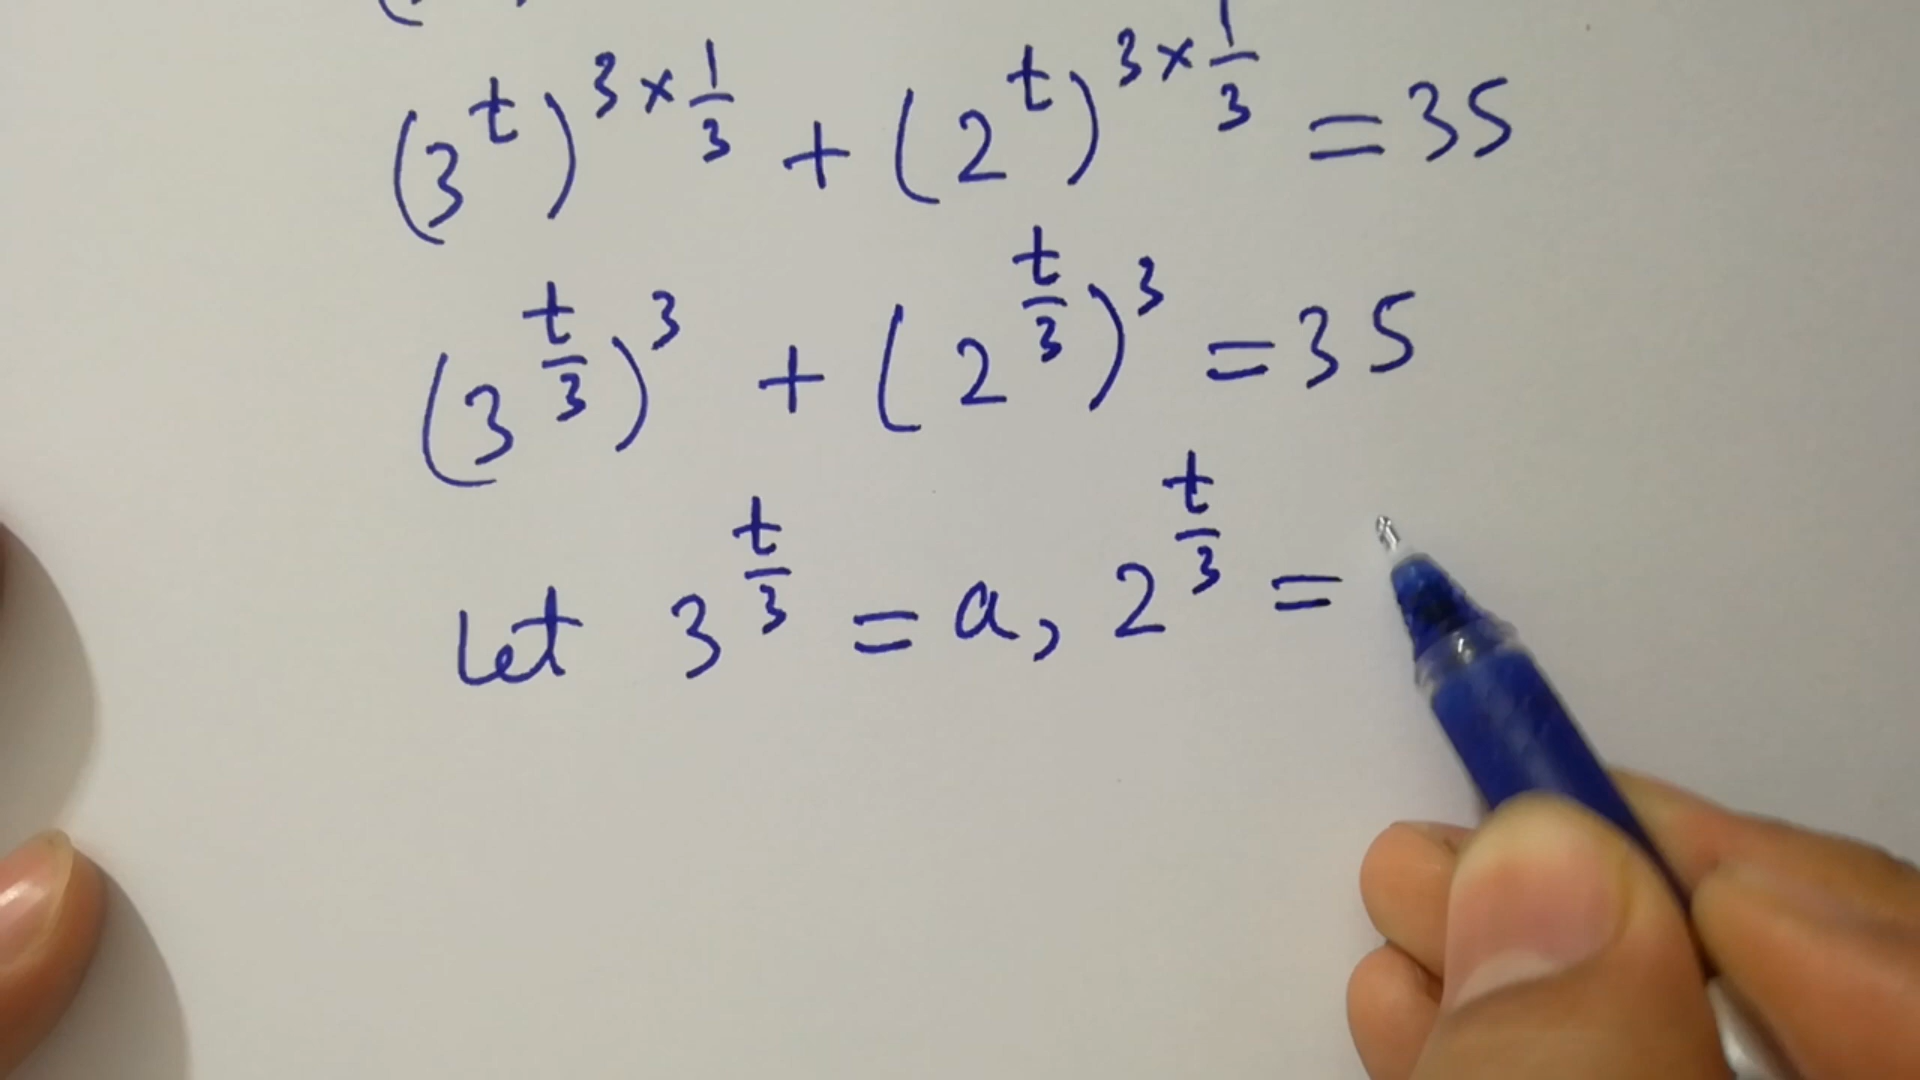 (3^t)^{3×1/3} + (2^t)^{3×1/3} = 35
(3^{t/3})^3 + (2^{t/3})^3 = 35
Let 3^{t/3} = a, 2^{t/3} =